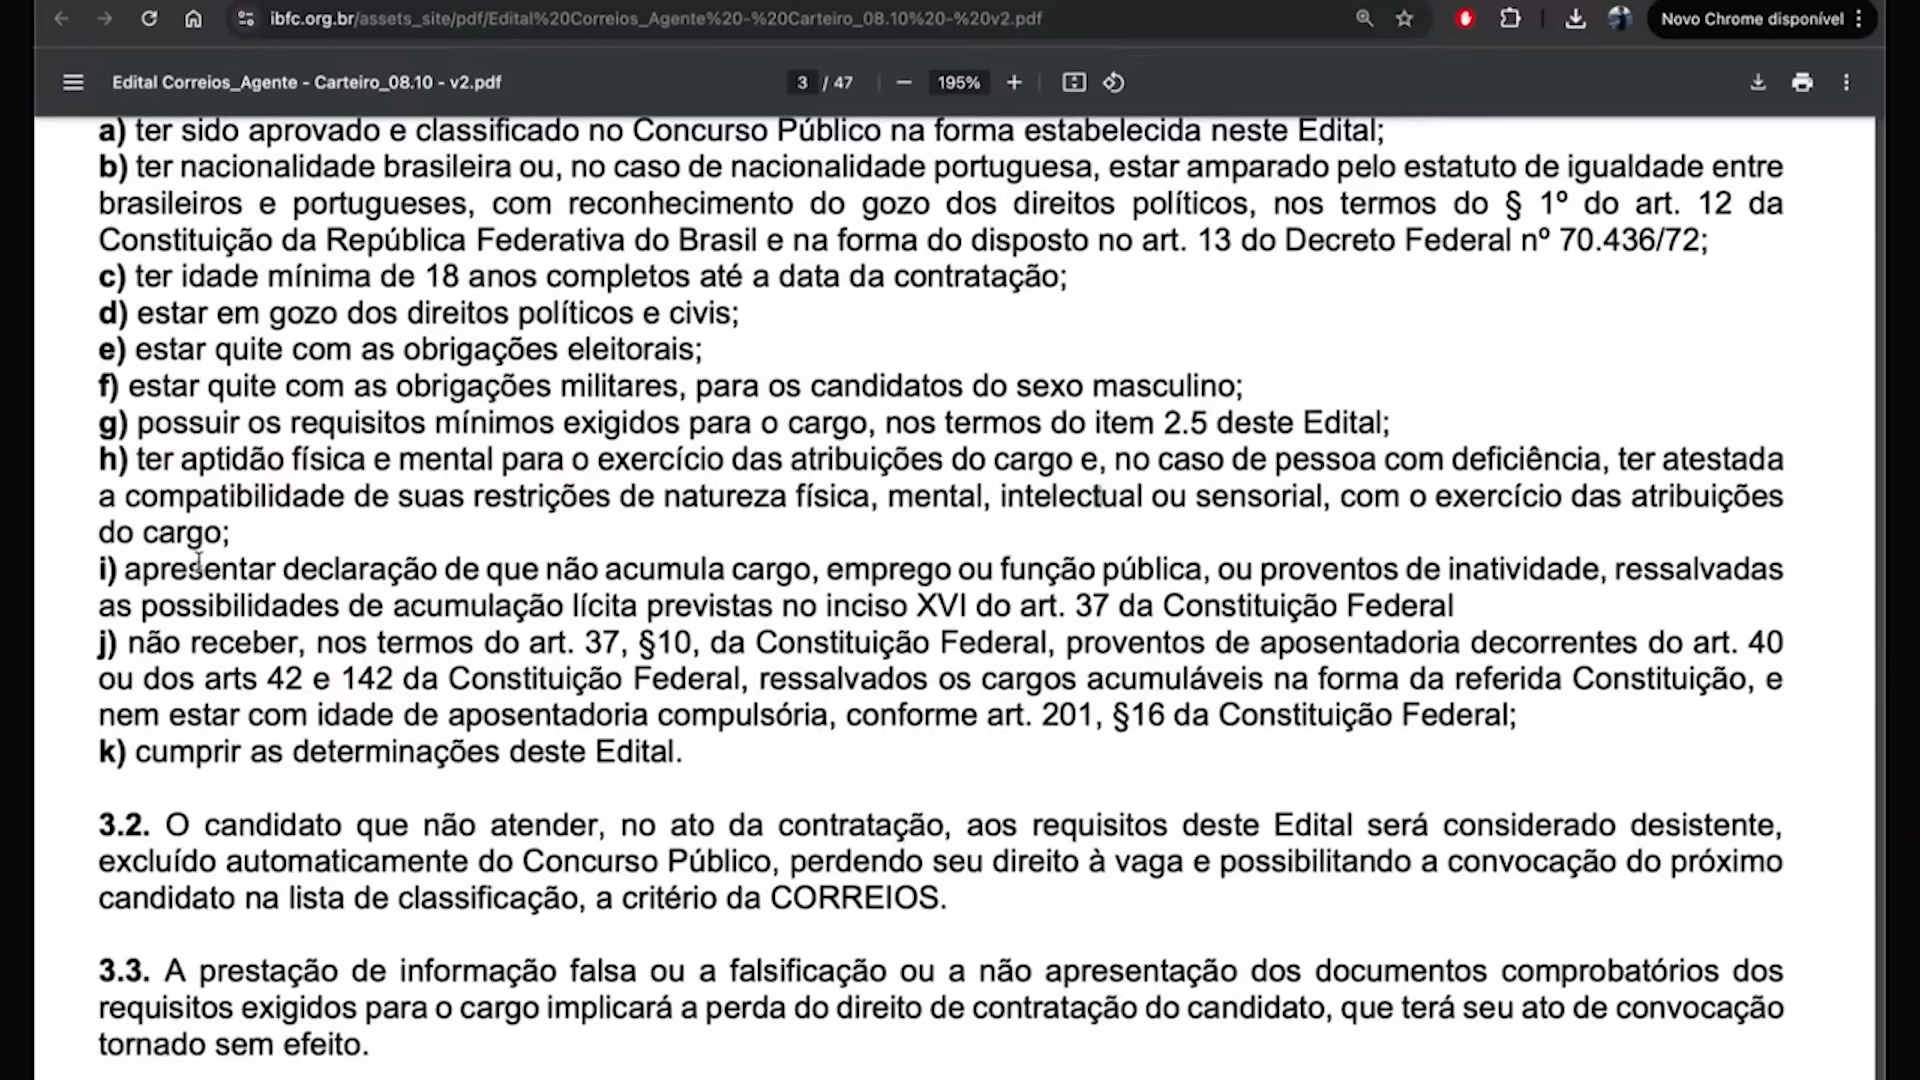 ibfc.org.br/assets_site/pdf/Edital%20Correios_Agente%20-%20Carteiro_08.10%20-%20v2.pdf
Novo Chrome disponível
Edital Correios_Agente - Carteiro_08.10 - v2.pdf
3 / 47
195%
a) ter sido aprovado e classificado no Concurso Público na forma estabelecida neste Edital;
b) ter nacionalidade brasileira ou, no caso de nacionalidade portuguesa, estar amparado pelo estatuto de igualdade entre
brasileiros e portugueses, com reconhecimento do gozo dos direitos políticos, nos termos do § 1º do art. 12 da
Constituição da República Federativa do Brasil e na forma do disposto no art. 13 do Decreto Federal nº 70.436/72;
c) ter idade mínima de 18 anos completos até a data da contratação;
d) estar em gozo dos direitos políticos e civis;
e) estar quite com as obrigações eleitorais;
f) estar quite com as obrigações militares, para os candidatos do sexo masculino;
g) possuir os requisitos mínimos exigidos para o cargo, nos termos do item 2.5 deste Edital;
h) ter aptidão física e mental para o exercício das atribuições do cargo e, no caso de pessoa com deficiência, ter atestada
a compatibilidade de suas restrições de natureza física, mental, intelectual ou sensorial, com o exercício das atribuições
do cargo;
i) apresentar declaração de que não acumula cargo, emprego ou função pública, ou proventos de inatividade, ressalvadas
as possibilidades de acumulação lícita previstas no inciso XVI do art. 37 da Constituição Federal
j) não receber, nos termos do art. 37, §10, da Constituição Federal, proventos de aposentadoria decorrentes do art. 40
ou dos arts 42 e 142 da Constituição Federal, ressalvados os cargos acumuláveis na forma da referida Constituição, e
nem estar com idade de aposentadoria compulsória, conforme art. 201, §16 da Constituição Federal;
k) cumprir as determinações deste Edital.
3.2. O candidato que não atender, no ato da contratação, aos requisitos deste Edital será considerado desistente,
excluído automaticamente do Concurso Público, perdendo seu direito à vaga e possibilitando a convocação do próximo
candidato na lista de classificação, a critério da CORREIOS.
3.3. A prestação de informação falsa ou a falsificação ou a não apresentação dos documentos comprobatórios dos
requisitos exigidos para o cargo implicará a perda do direito de contratação do candidato, que terá seu ato de convocação
tornado sem efeito.